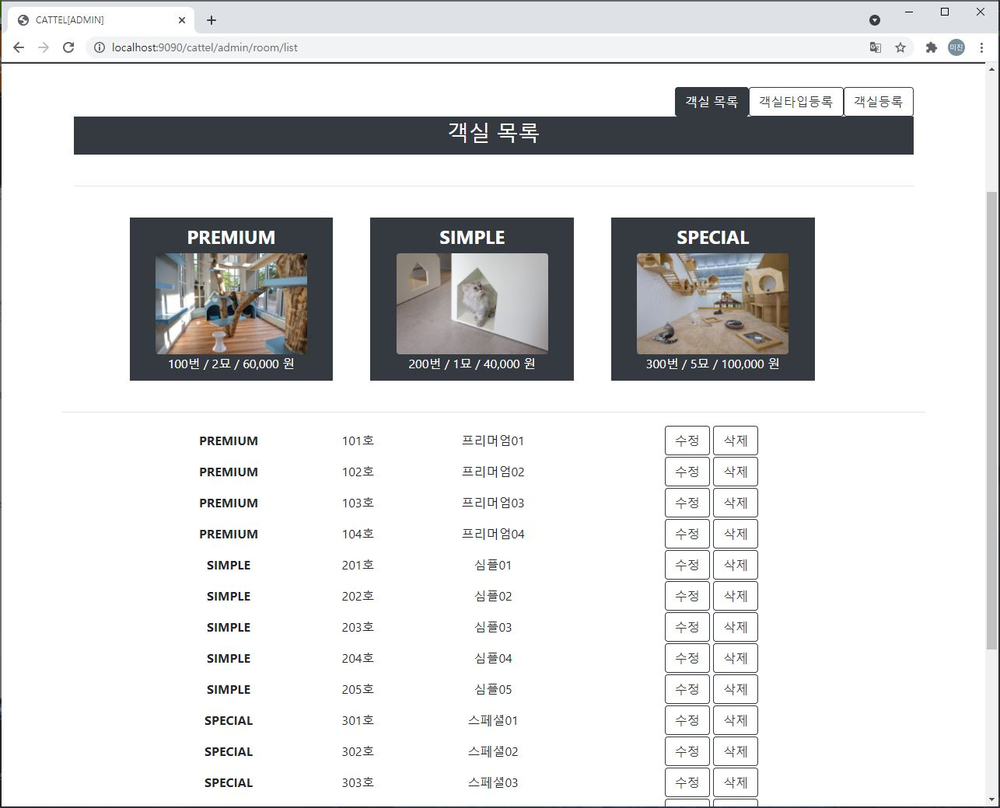 CATTEL[ADMIN]
localhost:9090/cattel/admin/room/list
미진
객실 목록 객실타입등록 객실등록
객실 목록
PREMIUM SIMPLE SPECIAL
100번 / 2묘 / 60,000 원 200번 / 1묘 / 40,000 원 300번 / 5묘 / 100,000 원
PREMIUM 101호 프리머엄01 수정 삭제
PREMIUM 102호 프리머엄02 수정 삭제
PREMIUM 103호 프리머엄03 수정 삭제
PREMIUM 104호 프리머엄04 수정 삭제
SIMPLE 201호 심플01 수정 삭제
SIMPLE 202호 심플02 수정 삭제
SIMPLE 203호 심플03 수정 삭제
SIMPLE 204호 심플04 수정 삭제
SIMPLE 205호 심플05 수정 삭제
SPECIAL 301호 스페셜01 수정 삭제
SPECIAL 302호 스페셜02 수정 삭제
SPECIAL 303호 스페셜03 수정 삭제